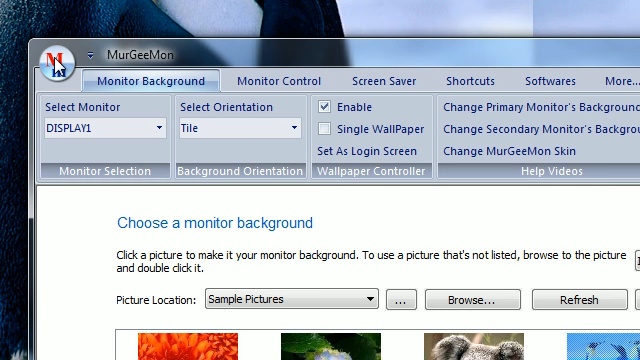 MurGeeMon
Monitor Background Monitor Control Screen Saver Shortcuts Softwares More...
Select Monitor
DISPLAY1
Monitor Selection
Select Orientation
Tile
Background Orientation
Enable
Single WallPaper
Set As Login Screen
Wallpaper Controller
Change Primary Monitor's Background
Change Secondary Monitor's Backgrou
Change MurGeeMon Skin
Help Videos
Choose a monitor background
Click a picture to make it your monitor background. To use a picture that's not listed, browse to the picture
and double click it.
Picture Location: Sample Pictures ... Browse... Refresh